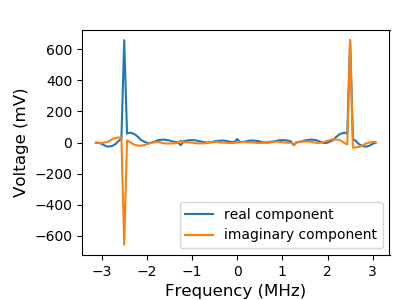 600
400
200
0
−200
−400
−600
Voltage (mV)
real component
imaginary component
−3 −2 −1 0 1 2 3
Frequency (MHz)